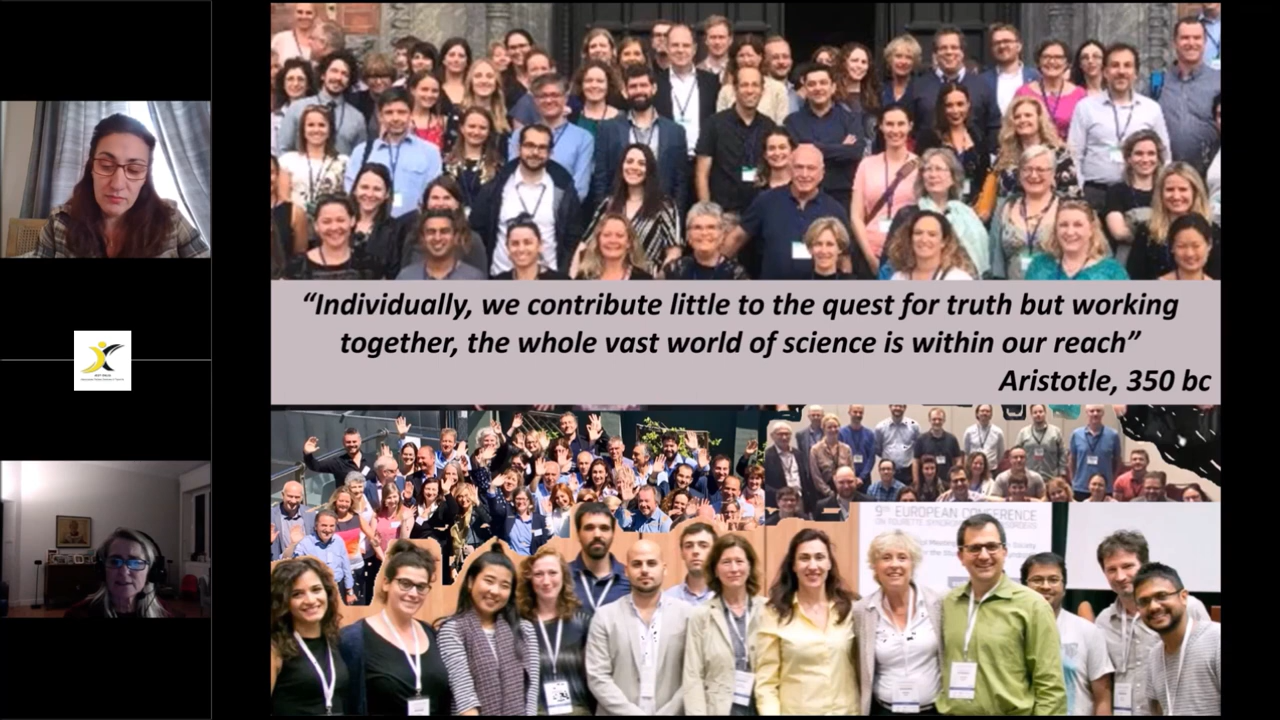 “Individually, we contribute little to the quest for truth but working
together, the whole vast world of science is within our reach”
Aristotle, 350 bc
9th EUROPEAN CONFERENCE
ON TOURETTE SYNDROME